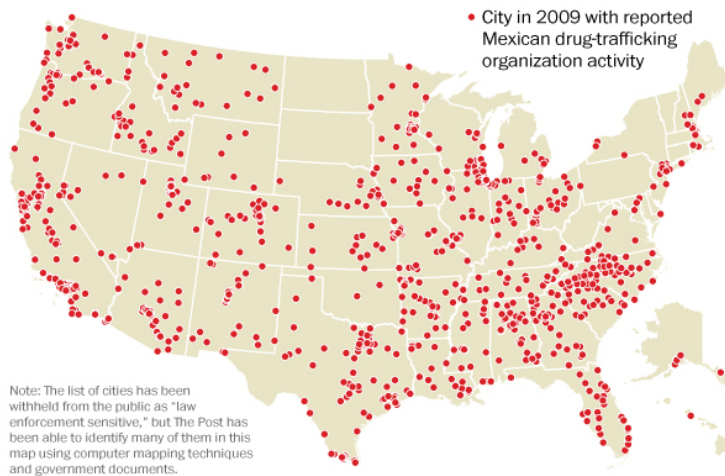 City in 2009 with reported
Mexican drug-trafficking
organization activity
Note: The list of cities has been
withheld from the public as "law
enforcement sensitive," but The Post has
been able to identify many of them in this
map using computer mapping techniques
and government documents.